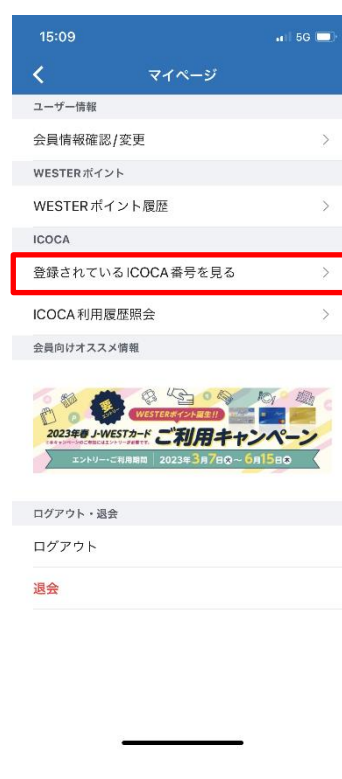 15:09
5G
マイページ
ユーザー情報
会員情報確認/変更
WESTERポイント
WESTERポイント履歴
ICOCA
登録されているICOCA番号を見る
ICOCA利用履歴照会
会員向けオススメ情報
要
WESTERポイント誕生!!
2023年春 J-WESTカード ご利用キャンペーン
エントリー・ご利用期間 2023年3月7日火~6月15日木
ログアウト・退会
ログアウト
退会